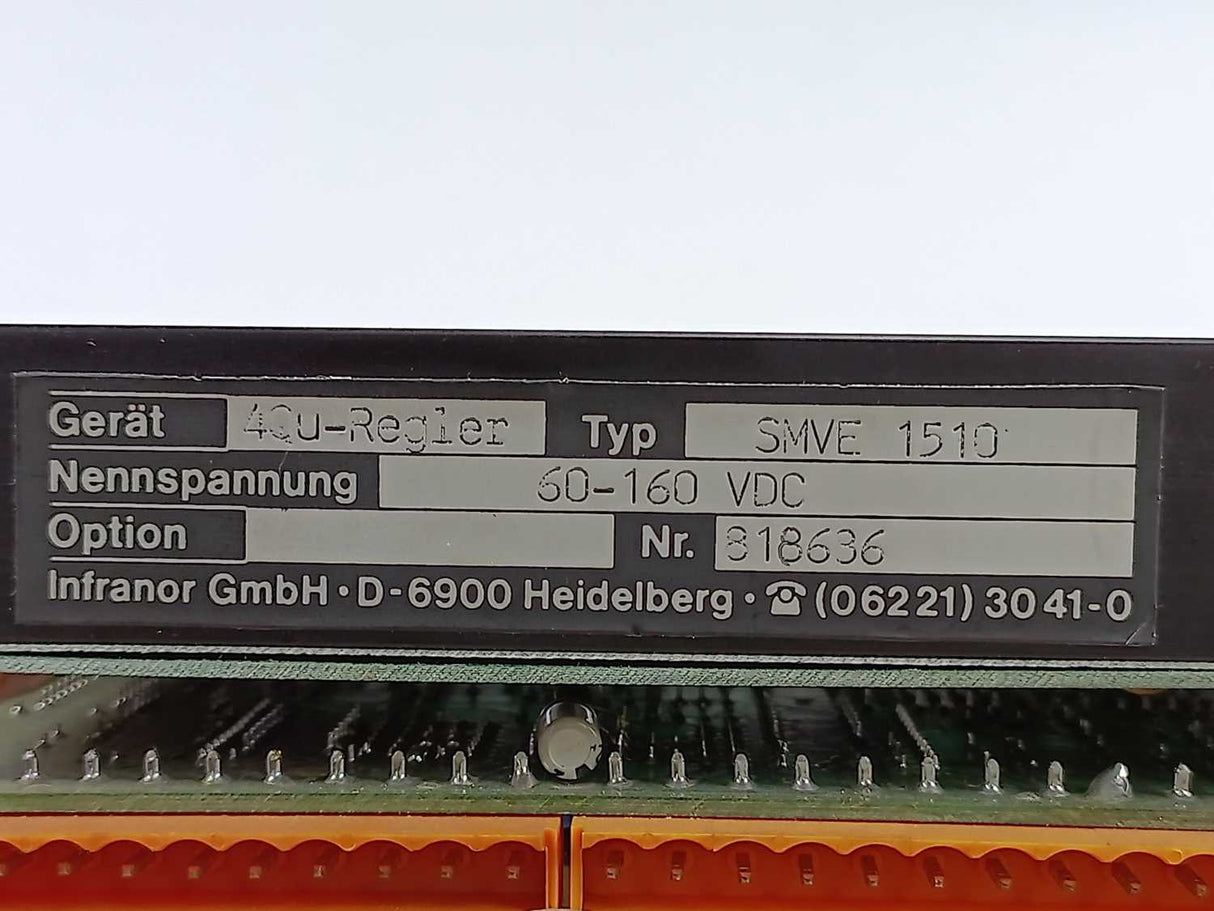 Gerät 4Qu-Regler Typ SMVE 1510
Nennspannung 60-160 VDC
Option Nr. 818636
Infranor GmbH · D-6900 Heidelberg · ☎ (06221) 3041-0